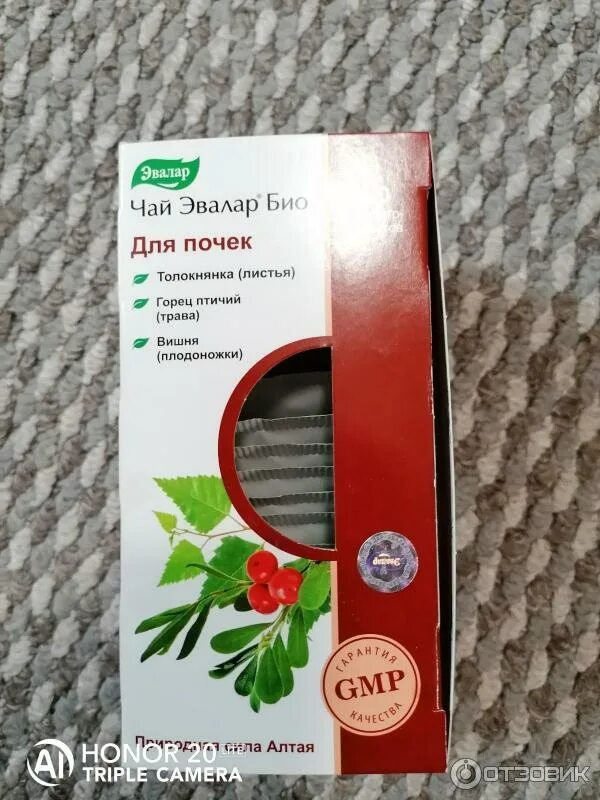 Эвалар
Чай Эвалар® Био
Для почек
Толокнянка (листья)
Горец птичий
(трава)
Вишня
(плодоножки)
Эвалар
ГАРАНТИЯ
GMP
КАЧЕСТВА
Природная сила Алтая
HONOR 20
TRIPLE CAMERA
ОТЗОВИК